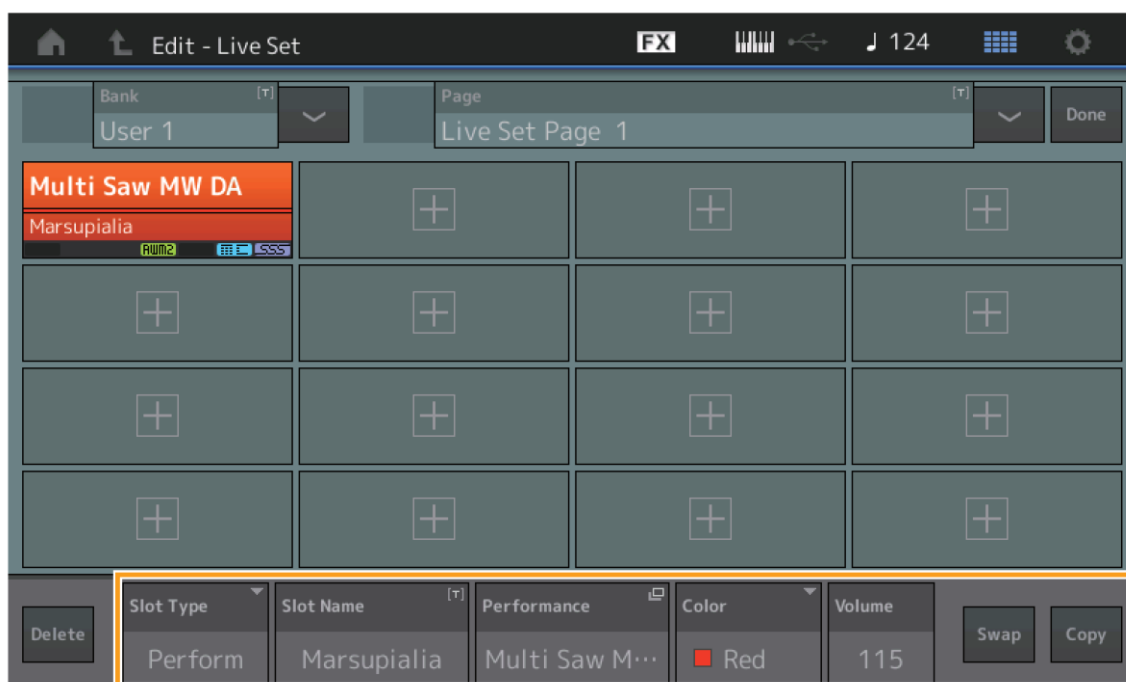 Edit - Live Set FX 124
Bank [T] Page [T]
User 1 Live Set Page 1 Done
Multi Saw MW DA
Marsupialia
AWM2 MC SSS
Slot Type Slot Name [T] Performance Color Volume
Delete Swap Copy
Perform Marsupialia Multi Saw M… Red 115